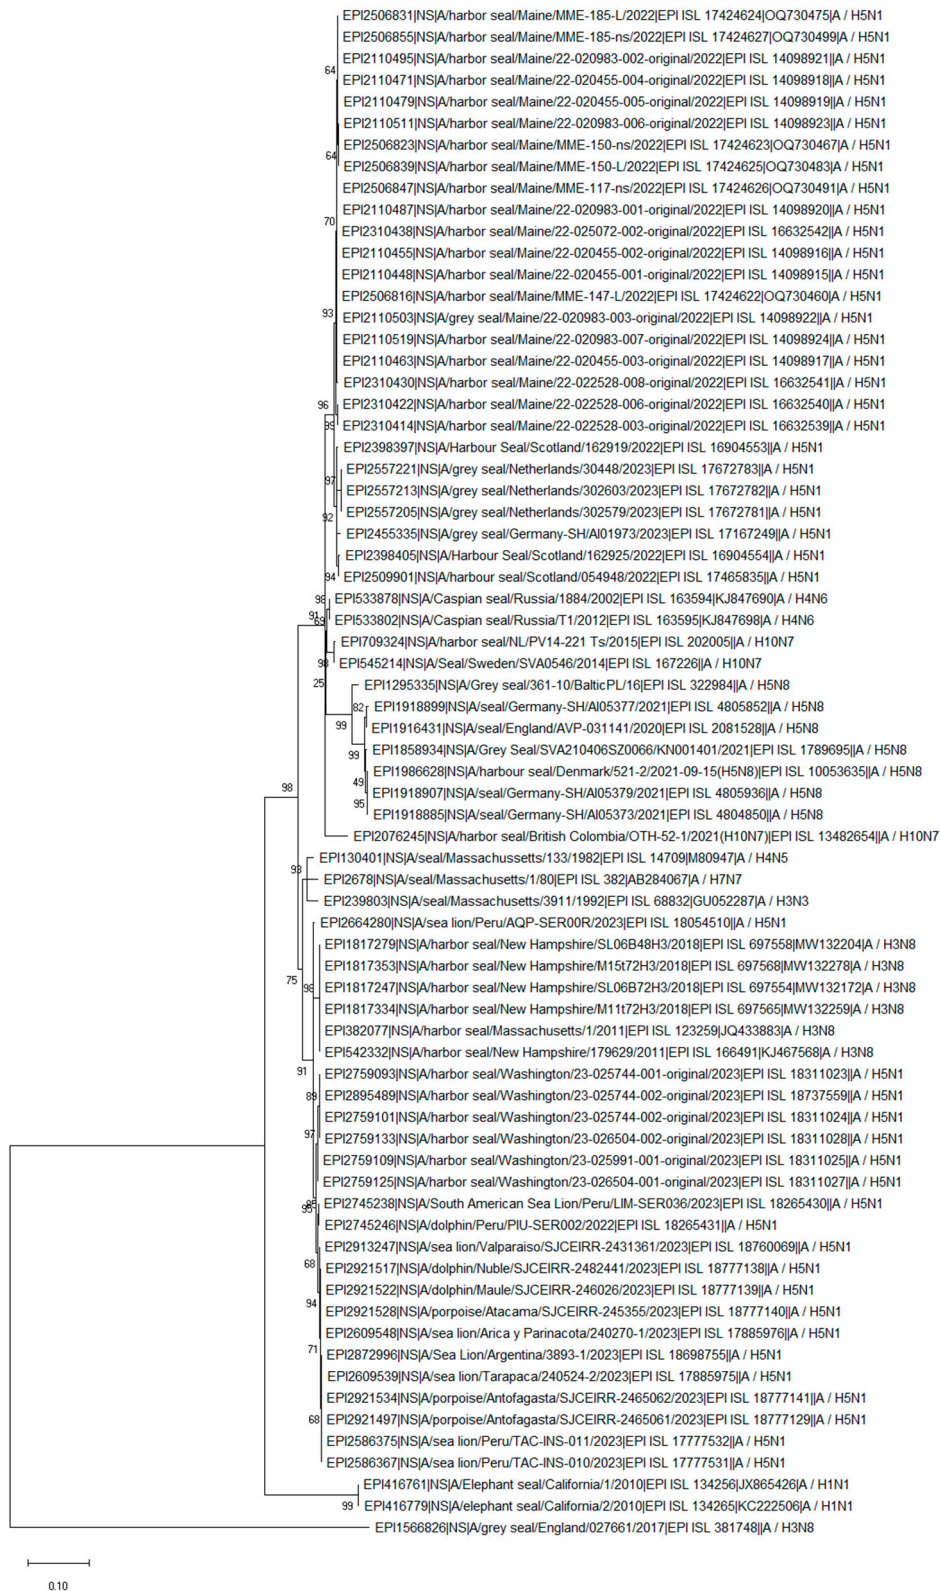 EPI2506831|NS|A/harbor seal/Maine/MME-185-L/2022|EPI ISL 17424624|OQ730475|A / H5N1
EPI2506855|NS|A/harbor seal/Maine/MME-185-ns/2022|EPI ISL 17424627|OQ730499|A / H5N1
EPI2110495|NS|A/harbor seal/Maine/22-020983-002-original/2022|EPI ISL 14098921||A / H5N1
64
EPI2110471|NS|A/harbor seal/Maine/22-020455-004-original/2022|EPI ISL 14098918||A / H5N1
EPI2110479|NS|A/harbor seal/Maine/22-020455-005-original/2022|EPI ISL 14098919||A / H5N1
EPI2110511|NS|A/harbor seal/Maine/22-020983-006-original/2022|EPI ISL 14098923||A / H5N1
EPI2506823|NS|A/harbor seal/Maine/MME-150-ns/2022|EPI ISL 17424623|OQ730467|A / H5N1
64
EPI2506839|NS|A/harbor seal/Maine/MME-150-L/2022|EPI ISL 17424625|OQ730483|A / H5N1
EPI2506847|NS|A/harbor seal/Maine/MME-117-ns/2022|EPI ISL 17424626|OQ730491|A / H5N1
EPI2110487|NS|A/harbor seal/Maine/22-020983-001-original/2022|EPI ISL 14098920||A / H5N1
70
EPI2310438|NS|A/harbor seal/Maine/22-025072-002-original/2022|EPI ISL 16632542||A / H5N1
EPI2110455|NS|A/harbor seal/Maine/22-020455-002-original/2022|EPI ISL 14098916||A / H5N1
EPI2110448|NS|A/harbor seal/Maine/22-020455-001-original/2022|EPI ISL 14098915||A / H5N1
EPI2506816|NS|A/harbor seal/Maine/MME-147-L/2022|EPI ISL 17424622|OQ730460|A / H5N1
93
EPI2110503|NS|A/grey seal/Maine/22-020983-003-original/2022|EPI ISL 14098922||A / H5N1
EPI2110519|NS|A/harbor seal/Maine/22-020983-007-original/2022|EPI ISL 14098924||A / H5N1
EPI2110463|NS|A/harbor seal/Maine/22-020455-003-original/2022|EPI ISL 14098917||A / H5N1
EPI2310430|NS|A/harbor seal/Maine/22-022528-008-original/2022|EPI ISL 16632541||A / H5N1
96
EPI2310422|NS|A/harbor seal/Maine/22-022528-006-original/2022|EPI ISL 16632540||A / H5N1
99
EPI2310414|NS|A/harbor seal/Maine/22-022528-003-original/2022|EPI ISL 16632539||A / H5N1
EPI2398397|NS|A/Harbour Seal/Scotland/162919/2022|EPI ISL 16904553||A / H5N1
EPI2557221|NS|A/grey seal/Netherlands/30448/2023|EPI ISL 17672783||A / H5N1
97
EPI2557213|NS|A/grey seal/Netherlands/302603/2023|EPI ISL 17672782||A / H5N1
EPI2557205|NS|A/grey seal/Netherlands/302579/2023|EPI ISL 17672781||A / H5N1
92
EPI2455335|NS|A/grey seal/Germany-SH/AI01973/2023|EPI ISL 17167249||A / H5N1
EPI2398405|NS|A/Harbour Seal/Scotland/162925/2022|EPI ISL 16904554||A / H5N1
94
EPI2509901|NS|A/harbour seal/Scotland/054948/2022|EPI ISL 17465835||A / H5N1
98
EPI533878|NS|A/Caspian seal/Russia/1884/2002|EPI ISL 163594|KJ847690|A / H4N6
91
EPI533802|NS|A/Caspian seal/Russia/T1/2012|EPI ISL 163595|KJ847698|A / H4N6
EPI709324|NS|A/harbor seal/NL/PV14-221 Ts/2015|EPI ISL 202005||A / H10N7
98
EPI545214|NS|A/Seal/Sweden/SVA0546/2014|EPI ISL 167226||A / H10N7
25
EPI1295335|NS|A/Grey seal/361-10/BalticPL/16|EPI ISL 322984||A / H5N8
82
EPI1918899|NS|A/seal/Germany-SH/AI05377/2021|EPI ISL 4805852||A / H5N8
99
EPI1916431|NS|A/seal/England/AVP-031141/2020|EPI ISL 2081528||A / H5N8
99
EPI1858934|NS|A/Grey Seal/SVA210406SZ0066/KN001401/2021|EPI ISL 1789695||A / H5N8
EPI1986628|NS|A/harbour seal/Denmark/521-2/2021-09-15(H5N8)|EPI ISL 10053635||A / H5N8
49
EPI1918907|NS|A/seal/Germany-SH/AI05379/2021|EPI ISL 4805936||A / H5N8
98
95
EPI1918885|NS|A/seal/Germany-SH/AI05373/2021|EPI ISL 4804850||A / H5N8
EPI2076245|NS|A/harbor seal/British Colombia/OTH-52-1/2021(H10N7)|EPI ISL 13482654||A / H10N7
EPI130401|NS|A/seal/Massachussetts/133/1982|EPI ISL 14709|M80947|A / H4N5
93
EPI2678|NS|A/seal/Massachusetts/1/80|EPI ISL 382|AB284067|A / H7N7
EPI239803|NS|A/seal/Massachusetts/3911/1992|EPI ISL 68832|GU052287|A / H3N3
EPI2664280|NS|A/sea lion/Peru/AQP-SER00R/2023|EPI ISL 18054510||A / H5N1
EPI1817279|NS|A/harbor seal/New Hampshire/SL06B48H3/2018|EPI ISL 697558|MW132204|A / H3N8
EPI1817353|NS|A/harbor seal/New Hampshire/M15t72H3/2018|EPI ISL 697568|MW132278|A / H3N8
75
98
EPI1817247|NS|A/harbor seal/New Hampshire/SL06B72H3/2018|EPI ISL 697554|MW132172|A / H3N8
EPI1817334|NS|A/harbor seal/New Hampshire/M11t72H3/2018|EPI ISL 697565|MW132259|A / H3N8
EPI382077|NS|A/harbor seal/Massachusetts/1/2011|EPI ISL 123259|JQ433883|A / H3N8
EPI542332|NS|A/harbor seal/New Hampshire/179629/2011|EPI ISL 166491|KJ467568|A / H3N8
91
EPI2759093|NS|A/harbor seal/Washington/23-025744-001-original/2023|EPI ISL 18311023||A / H5N1
89
EPI2895489|NS|A/harbor seal/Washington/23-025744-002-original/2023|EPI ISL 18737559||A / H5N1
EPI2759101|NS|A/harbor seal/Washington/23-025744-002-original/2023|EPI ISL 18311024||A / H5N1
97
EPI2759133|NS|A/harbor seal/Washington/23-026504-002-original/2023|EPI ISL 18311028||A / H5N1
EPI2759109|NS|A/harbor seal/Washington/23-025991-001-original/2023|EPI ISL 18311025||A / H5N1
EPI2759125|NS|A/harbor seal/Washington/23-026504-001-original/2023|EPI ISL 18311027||A / H5N1
EPI2745238|NS|A/South American Sea Lion/Peru/LIM-SER036/2023|EPI ISL 18265430||A / H5N1
EPI2745246|NS|A/dolphin/Peru/PIU-SER002/2022|EPI ISL 18265431||A / H5N1
EPI2913247|NS|A/sea lion/Valparaiso/SJCEIRR-2431361/2023|EPI ISL 18760069||A / H5N1
68
EPI2921517|NS|A/dolphin/Nuble/SJCEIRR-2482441/2023|EPI ISL 18777138||A / H5N1
EPI2921522|NS|A/dolphin/Maule/SJCEIRR-246026/2023|EPI ISL 18777139||A / H5N1
94
EPI2921528|NS|A/porpoise/Atacama/SJCEIRR-245355/2023|EPI ISL 18777140||A / H5N1
EPI2609548|NS|A/sea lion/Arica y Parinacota/240270-1/2023|EPI ISL 17885976||A / H5N1
71
EPI2872996|NS|A/Sea Lion/Argentina/3893-1/2023|EPI ISL 18698755||A / H5N1
EPI2609539|NS|A/sea lion/Tarapaca/240524-2/2023|EPI ISL 17885975||A / H5N1
EPI2921534|NS|A/porpoise/Antofagasta/SJCEIRR-2465062/2023|EPI ISL 18777141||A / H5N1
68
EPI2921497|NS|A/porpoise/Antofagasta/SJCEIRR-2465061/2023|EPI ISL 18777129||A / H5N1
EPI2586375|NS|A/sea lion/Peru/TAC-INS-011/2023|EPI ISL 17777532||A / H5N1
EPI2586367|NS|A/sea lion/Peru/TAC-INS-010/2023|EPI ISL 17777531||A / H5N1
EPI416761|NS|A/Elephant seal/California/1/2010|EPI ISL 134256|JX865426|A / H1N1
99
EPI416779|NS|A/elephant seal/California/2/2010|EPI ISL 134265|KC222506|A / H1N1
EPI1566826|NS|A/grey seal/England/027661/2017|EPI ISL 381748||A / H3N8
0.10